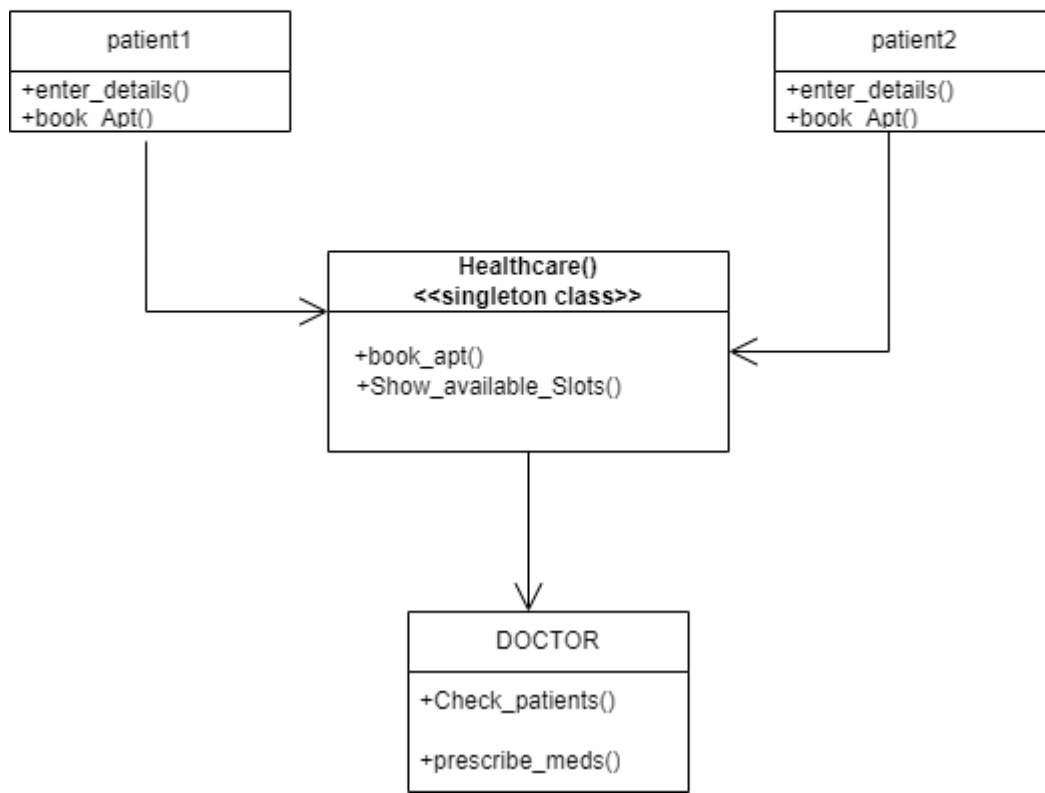 patient1
+enter_details()
+book_Apt()
patient2
+enter_details()
+book_Apt()
Healthcare()
<<singleton class>>
+book_apt()
+Show_available_Slots()
DOCTOR
+Check_patients()
+prescribe_meds()